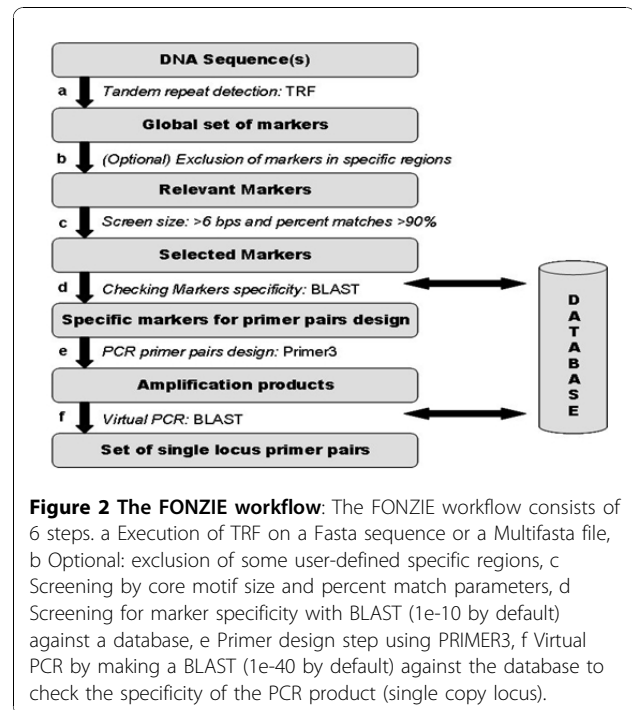 DNA Sequence(s)
a Tandem repeat detection: TRF
Global set of markers
b (Optional) Exclusion of markers in specific regions
Relevant Markers
c Screen size: >6 bps and percent matches >90%
Selected Markers
d Checking Markers specificity: BLAST
Specific markers for primer pairs design
e PCR primer pairs design: Primer3
Amplification products
f Virtual PCR: BLAST
Set of single locus primer pairs
DATABASE
Figure 2 The FONZIE workflow: The FONZIE workflow consists of
6 steps. a Execution of TRF on a Fasta sequence or a Multifasta file,
b Optional: exclusion of some user-defined specific regions, c
Screening by core motif size and percent match parameters, d
Screening for marker specificity with BLAST (1e-10 by default)
against a database, e Primer design step using PRIMER3, f Virtual
PCR by making a BLAST (1e-40 by default) against the database to
check the specificity of the PCR product (single copy locus).